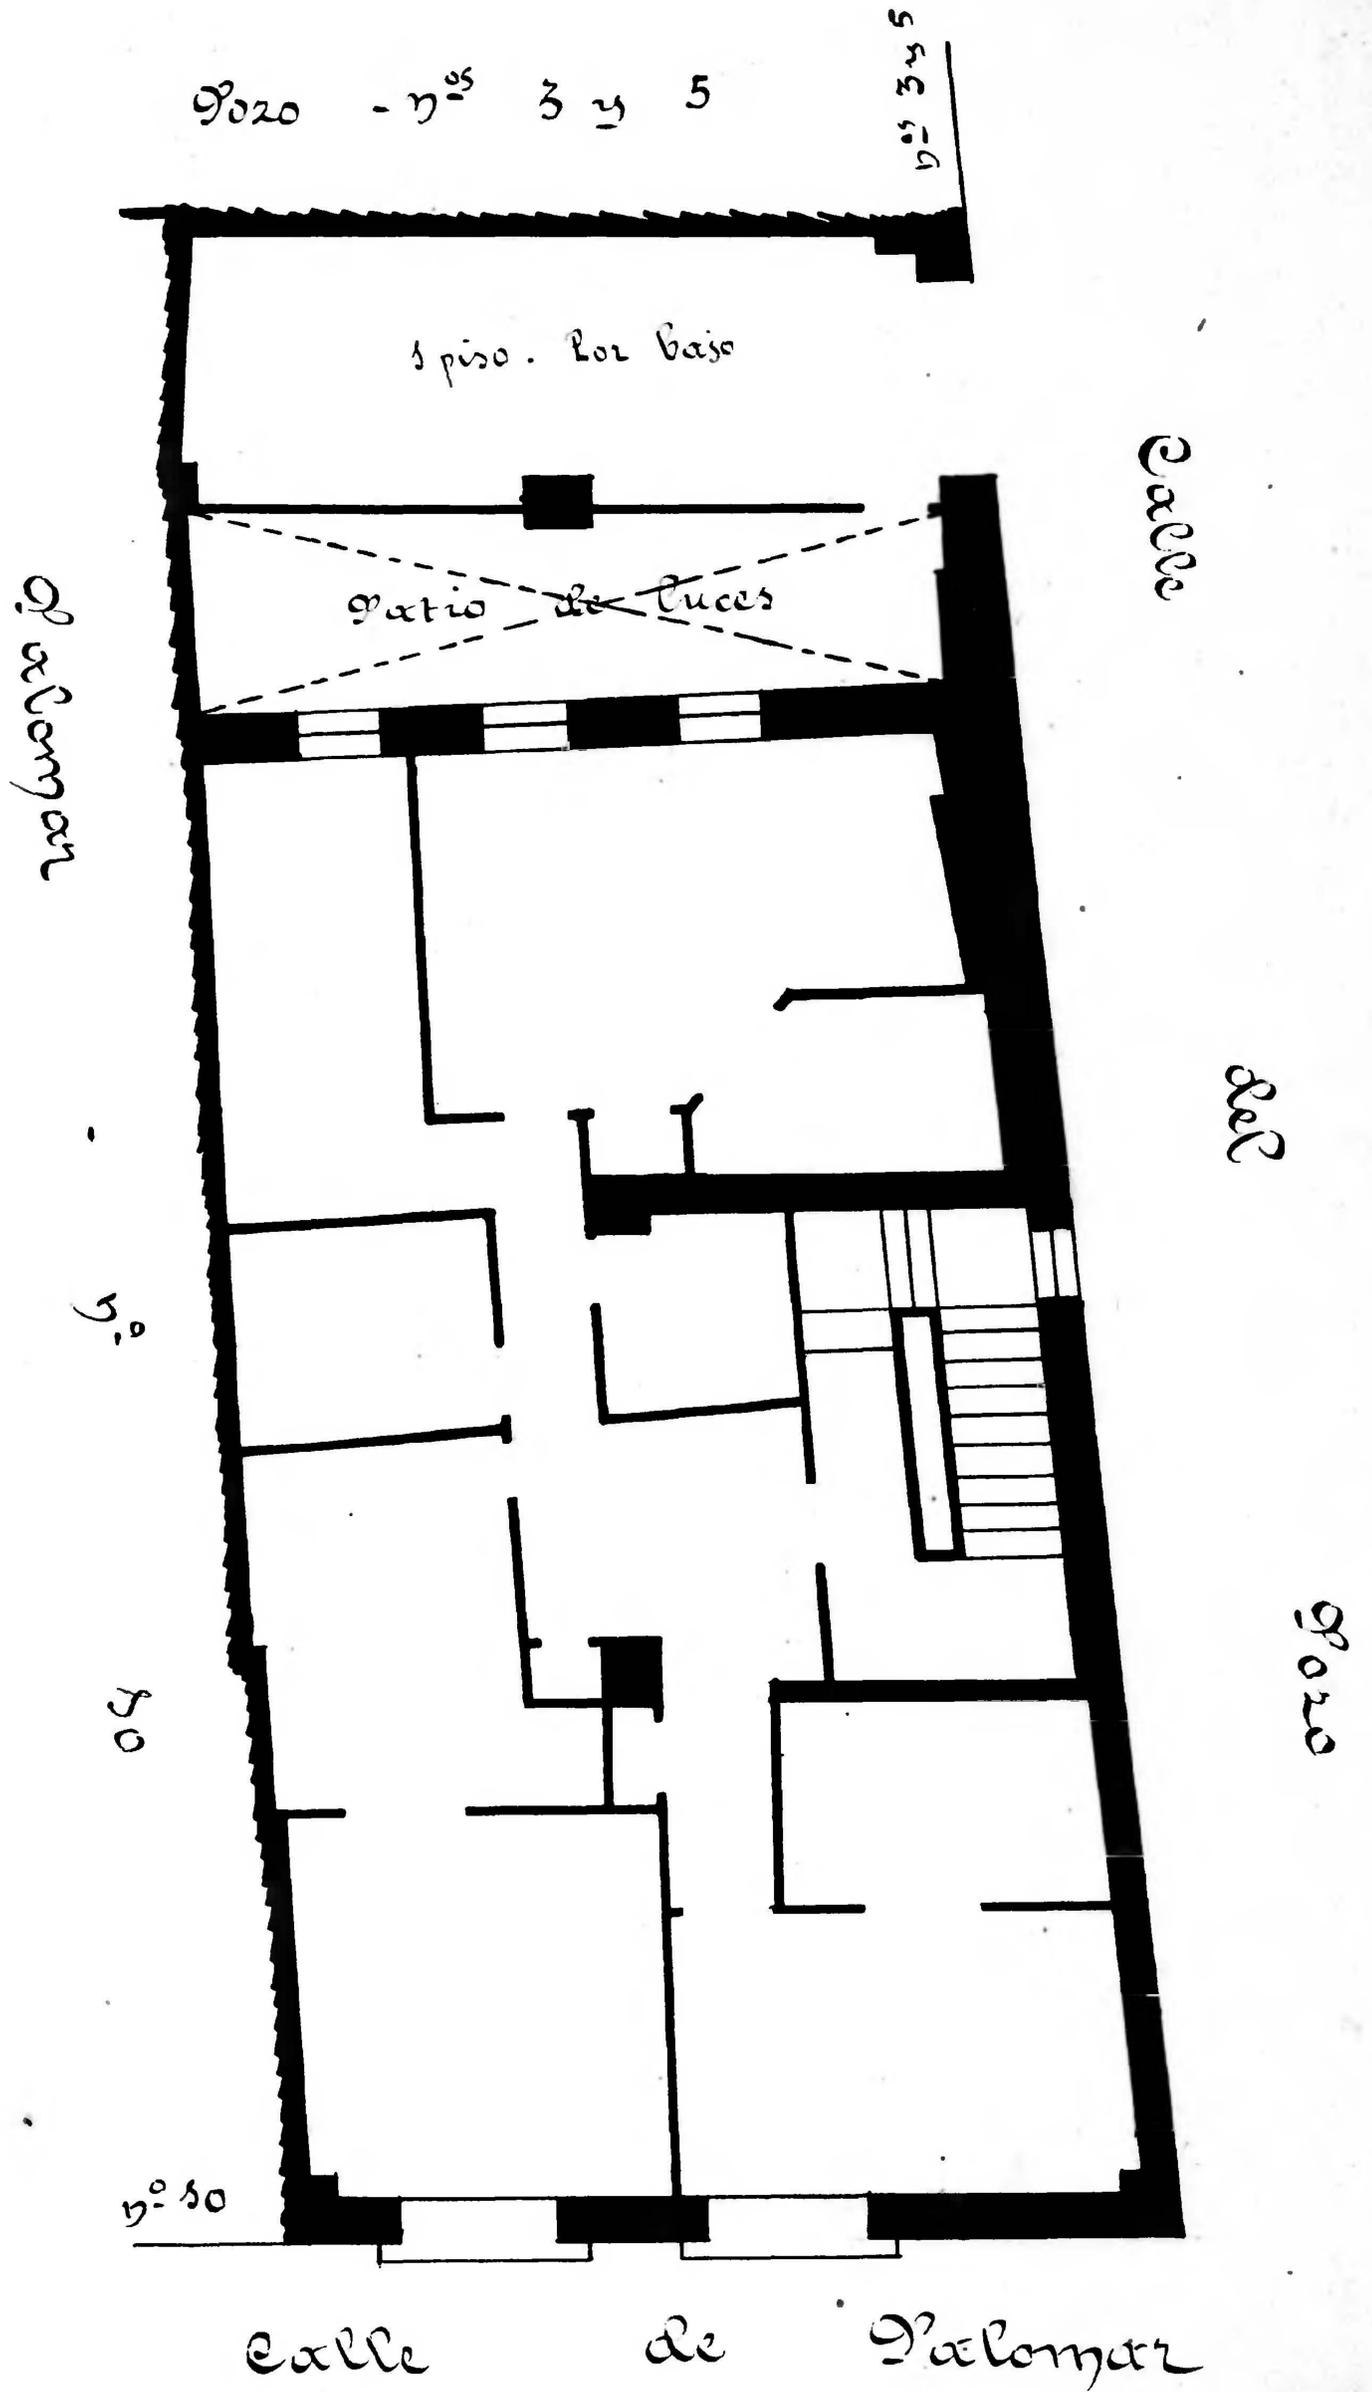 Pozo - nos 3 y 5
nos 3 y 5
1 piso. Por bajo
Patio de luces
Calle del Pozo
Palomar - no 10
no 10
Calle de Palomar